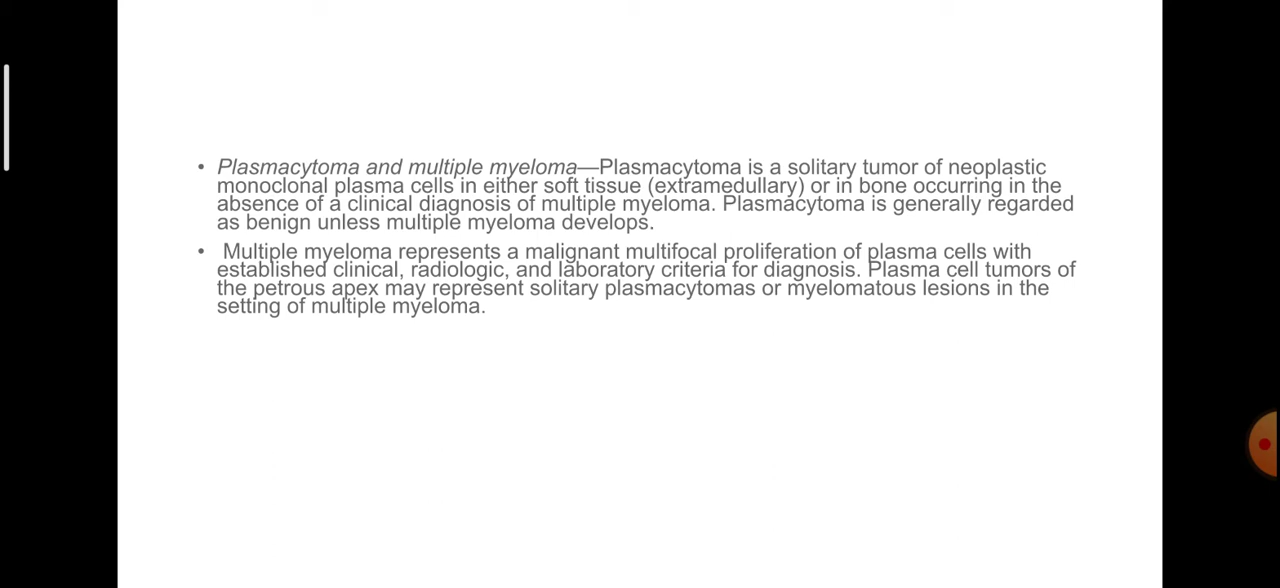 • Plasmacytoma and multiple myeloma—Plasmacytoma is a solitary tumor of neoplastic
monoclonal plasma cells in either soft tissue (extramedullary) or in bone occurring in the
absence of a clinical diagnosis of multiple myeloma. Plasmacytoma is generally regarded
as benign unless multiple myeloma develops.
• Multiple myeloma represents a malignant multifocal proliferation of plasma cells with
established clinical, radiologic, and laboratory criteria for diagnosis. Plasma cell tumors of
the petrous apex may represent solitary plasmacytomas or myelomatous lesions in the
setting of multiple myeloma.